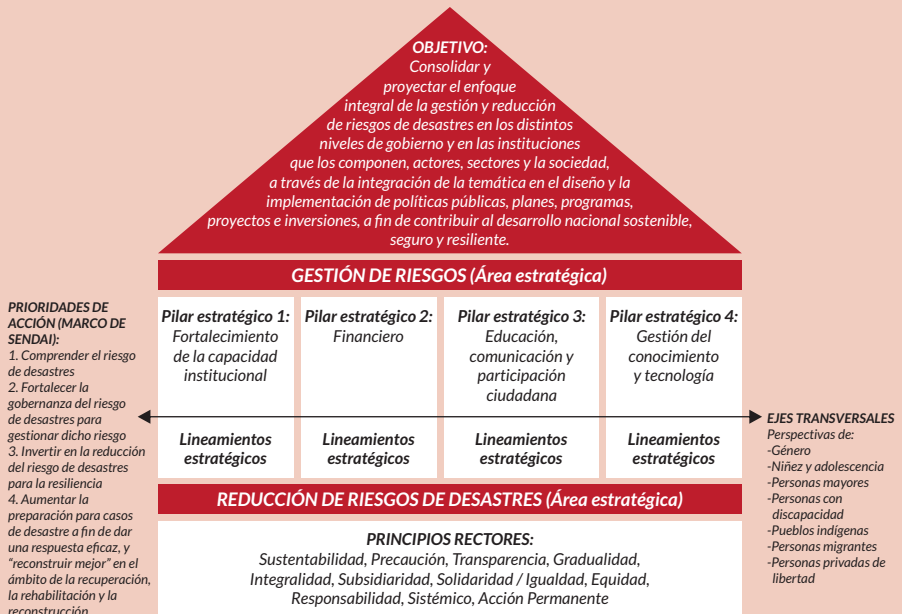 OBJETIVO:
Consolidar y
proyectar el enfoque
integral de la gestión y reducción
de riesgos de desastres en los distintos
niveles de gobierno y en las instituciones
que los componen, actores, sectores y la sociedad,
a través de la integración de la temática en el diseño y la
implementación de políticas públicas, planes, programas,
proyectos e inversiones, a fin de contribuir al desarrollo nacional sostenible,
seguro y resiliente.
GESTIÓN DE RIESGOS (Área estratégica)
PRIORIDADES DE
ACCIÓN (MARCO DE
SENDAI):
1. Comprender el riesgo
de desastres
2. Fortalecer la
gobernanza del riesgo
de desastres para
gestionar dicho riesgo
3. Invertir en la reducción
del riesgo de desastres
para la resiliencia
4. Aumentar la
preparación para casos
de desastre a fin de dar
una respuesta eficaz, y
“reconstruir mejor” en el
ámbito de la recuperación,
la rehabilitación y la
reconstrucción
Pilar estratégico 1:
Fortalecimiento
de la capacidad
institucional
Lineamientos
estratégicos
Pilar estratégico 2:
Financiero
Lineamientos
estratégicos
Pilar estratégico 3:
Educación,
comunicación y
participación
ciudadana
Lineamientos
estratégicos
Pilar estratégico 4:
Gestión del
conocimiento
y tecnología
Lineamientos
estratégicos
EJES TRANSVERSALES
Perspectivas de:
-Género
-Niñez y adolescencia
-Personas mayores
-Personas con
discapacidad
-Pueblos indígenas
-Personas migrantes
-Personas privadas de
libertad
REDUCCIÓN DE RIESGOS DE DESASTRES (Área estratégica)
PRINCIPIOS RECTORES:
Sustentabilidad, Precaución, Transparencia, Gradualidad,
Integralidad, Subsidiaridad, Solidaridad / Igualdad, Equidad,
Responsabilidad, Sistémico, Acción Permanente